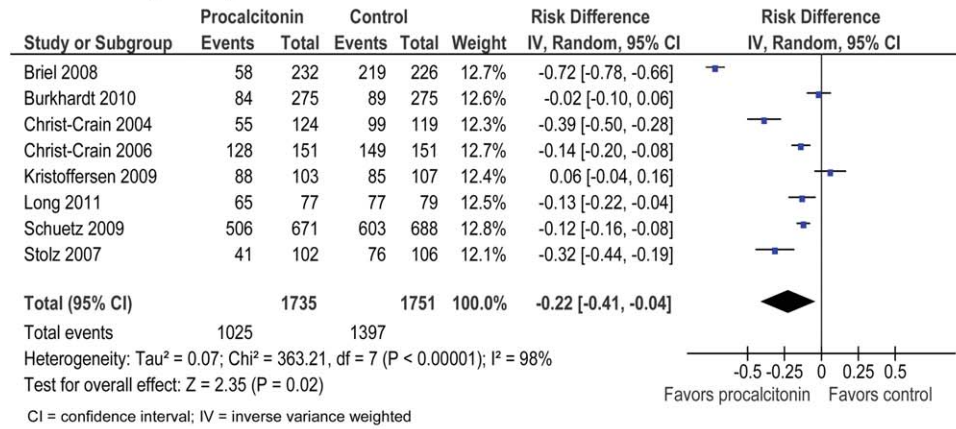 Procalcitonin Control Risk Difference Risk Difference
Study or Subgroup Events Total Events Total Weight IV, Random, 95% CI IV, Random, 95% CI
Briel 2008 58 232 219 226 12.7% -0.72 [-0.78, -0.66]
Burkhardt 2010 84 275 89 275 12.6% -0.02 [-0.10, 0.06]
Christ-Crain 2004 55 124 99 119 12.3% -0.39 [-0.50, -0.28]
Christ-Crain 2006 128 151 149 151 12.7% -0.14 [-0.20, -0.08]
Kristoffersen 2009 88 103 85 107 12.4% 0.06 [-0.04, 0.16]
Long 2011 65 77 77 79 12.6% -0.13 [-0.22, -0.04]
Schuetz 2009 506 671 603 688 12.8% -0.12 [-0.16, -0.08]
Stolz 2007 41 102 76 106 12.1% -0.32 [-0.44, -0.19]
Total (95% CI) 1735 1751 100.0% -0.22 [-0.41, -0.04]
Total events 1025 1397
Heterogeneity: Tau² = 0.07; Chi² = 363.21, df = 7 (P < 0.00001); I² = 98%
Test for overall effect: Z = 2.35 (P = 0.02)
-0.5 -0.25 0 0.25 0.5
Favors procalcitonin Favors control
CI = confidence interval; IV = inverse variance weighted